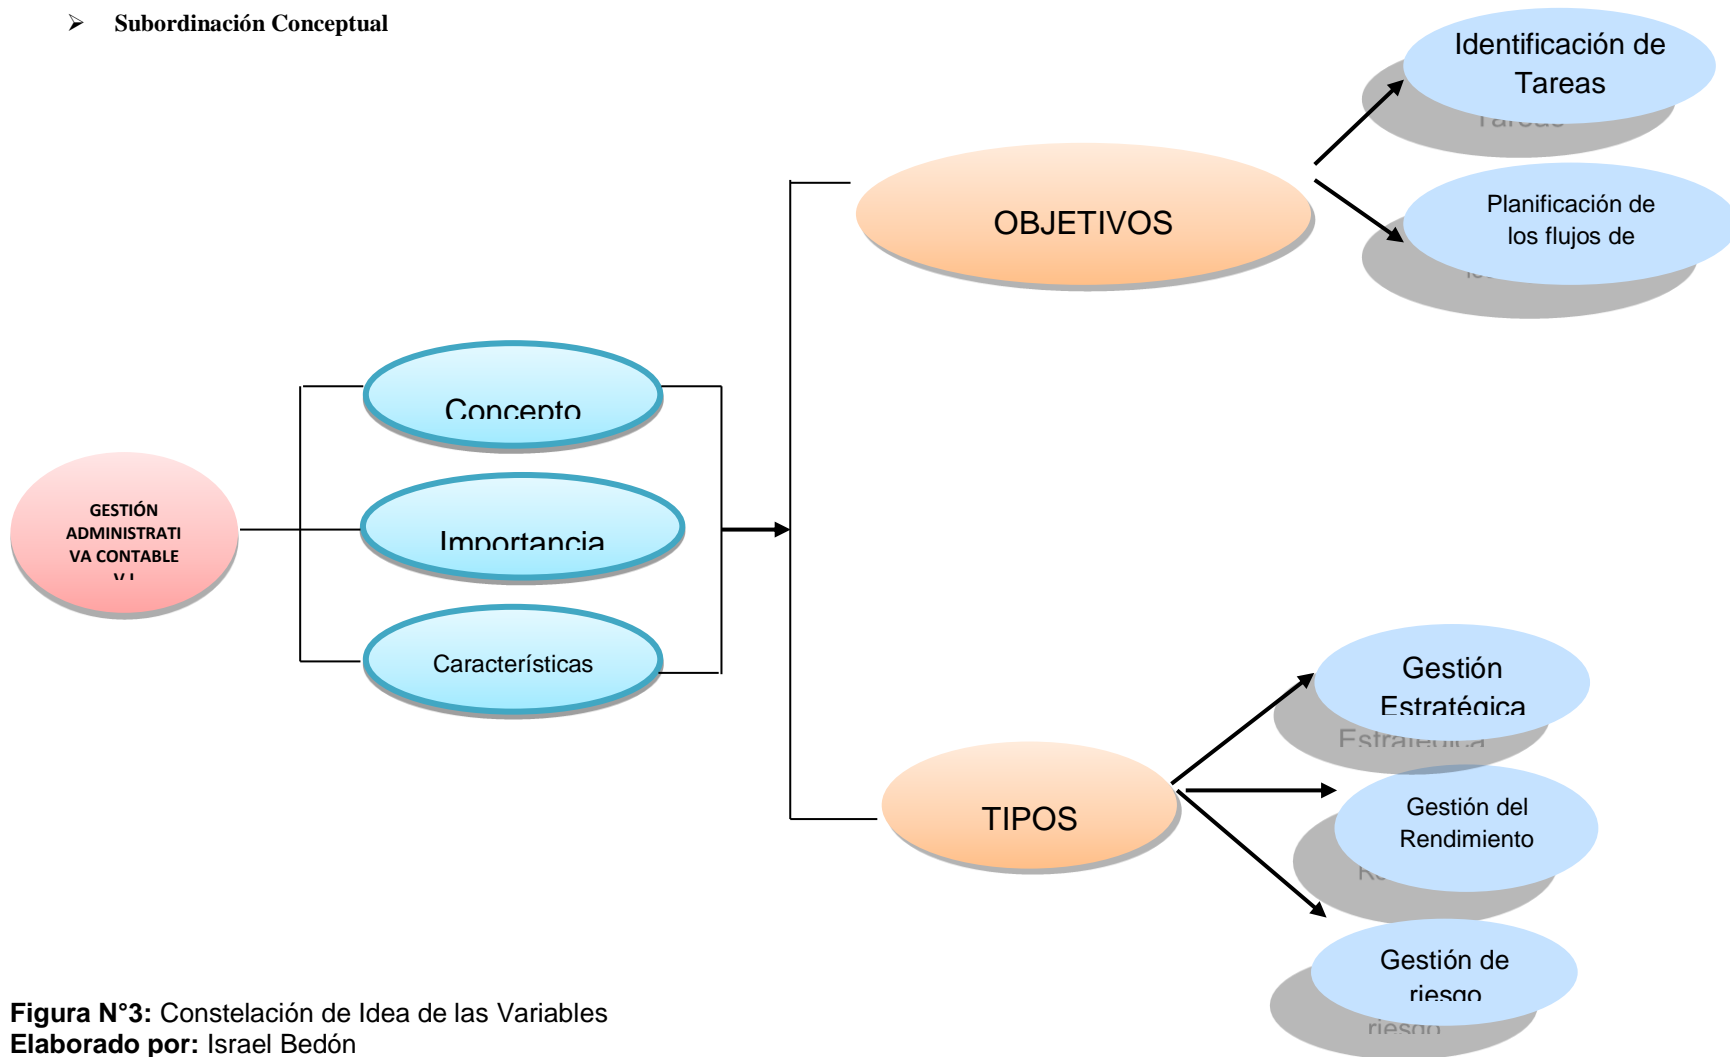 ➢ Subordinación Conceptual
Identificación de
Tareas
Planificación de
los flujos de
OBJETIVOS
Concepto
Importancia
Características
GESTIÓN
ADMINISTRATI
VA CONTABLE
Gestión
Estratégica
TIPOS
Gestión del
Rendimiento
Gestión de
riesgo
Figura N°3: Constelación de Idea de las Variables
Elaborado por: Israel Bedón